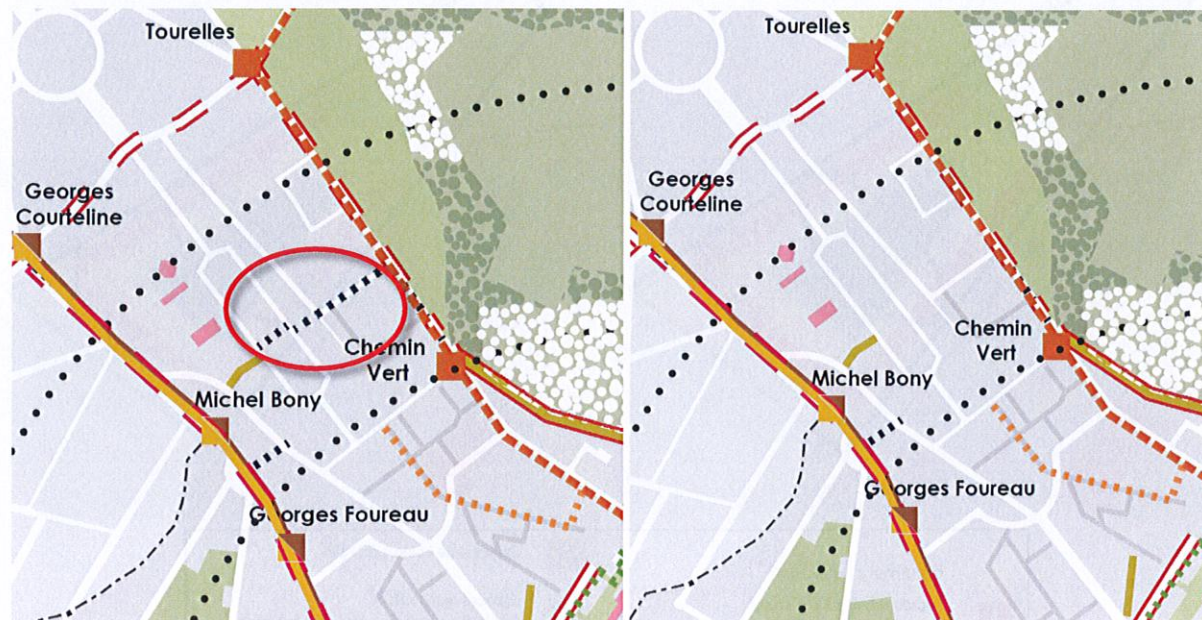 Tourelles
Georges
Courteline
Chemin
Vert
Michel Bony
Georges Foureau
Tourelles
Georges
Courteline
Chemin
Vert
Michel Bony
Georges Foureau